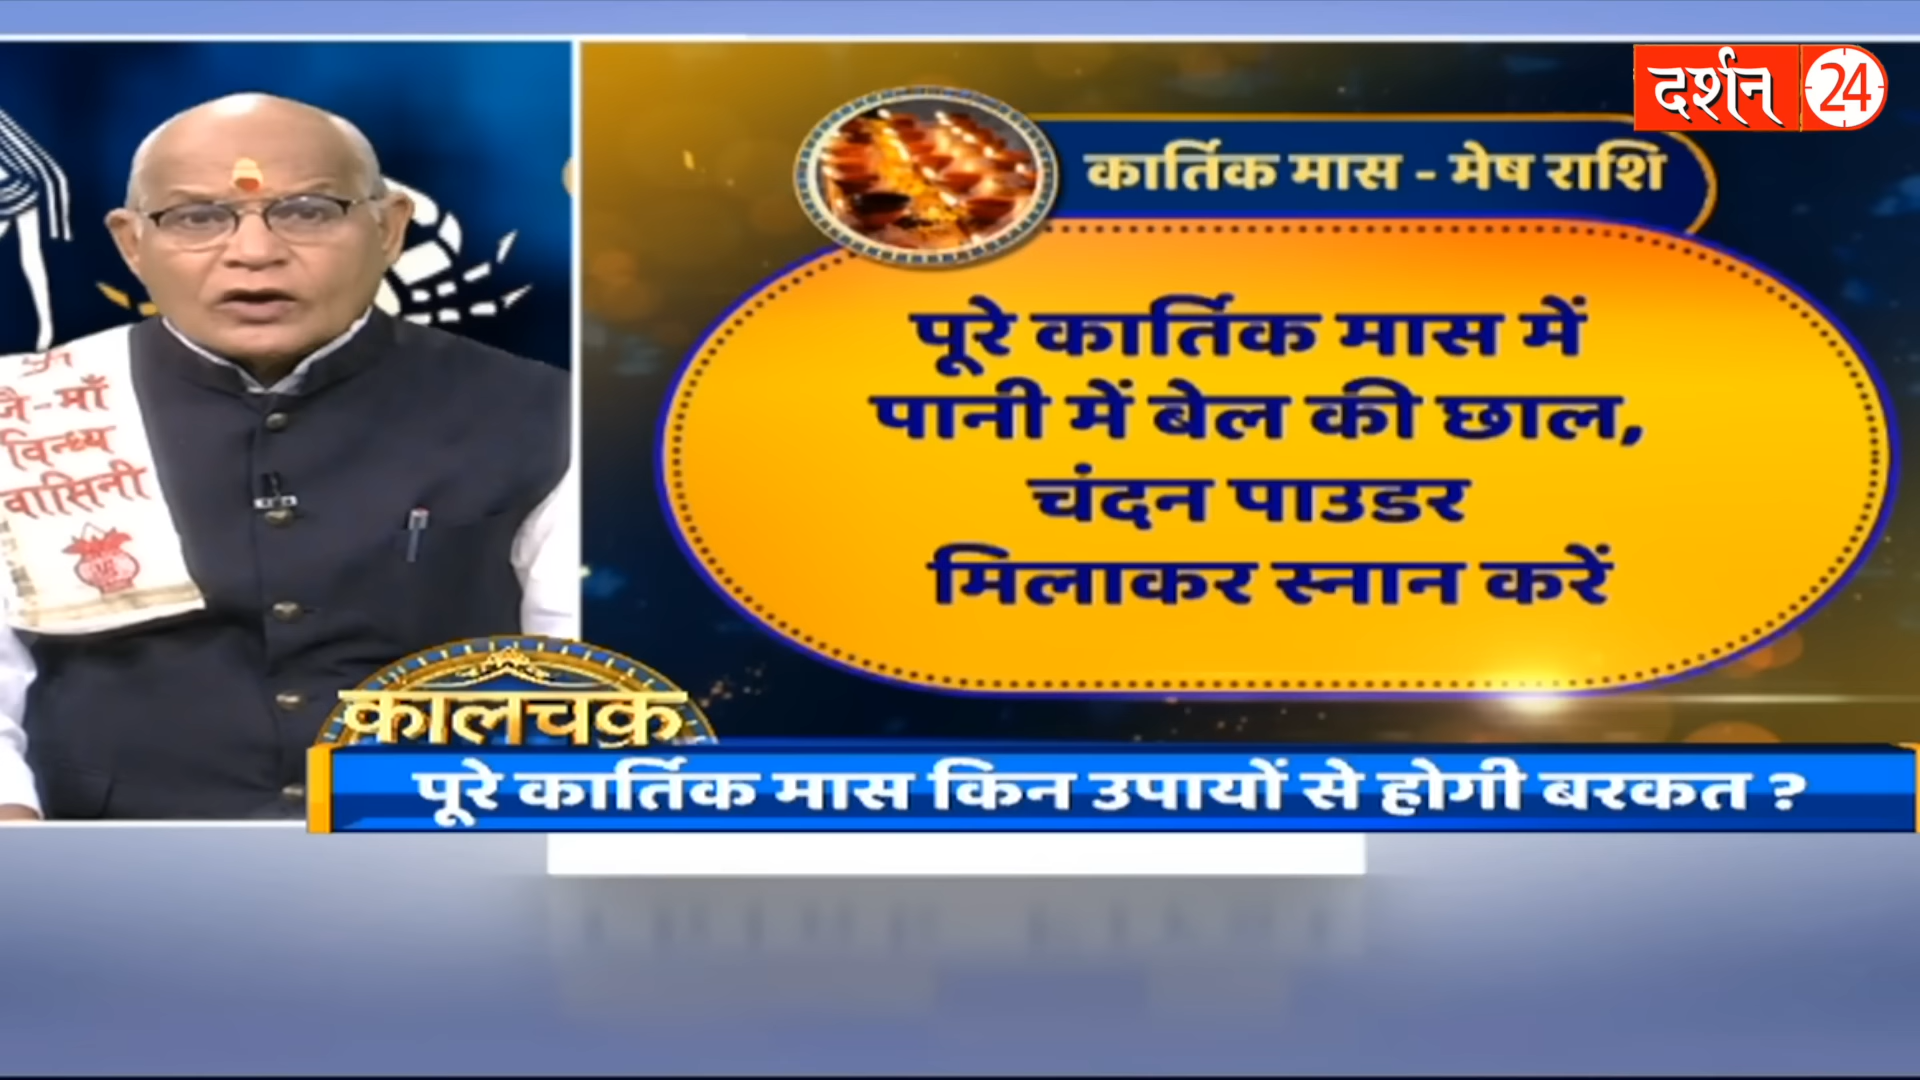 दर्शन 24
कार्तिक मास - मेष राशि
पूरे कार्तिक मास में
पानी में बेल की छाल,
चंदन पाउडर
मिलाकर स्नान करें
जै-माँ
विन्ध्य
वासिनी
कालचक्र
पूरे कार्तिक मास किन उपायों से होगी बरकत ?